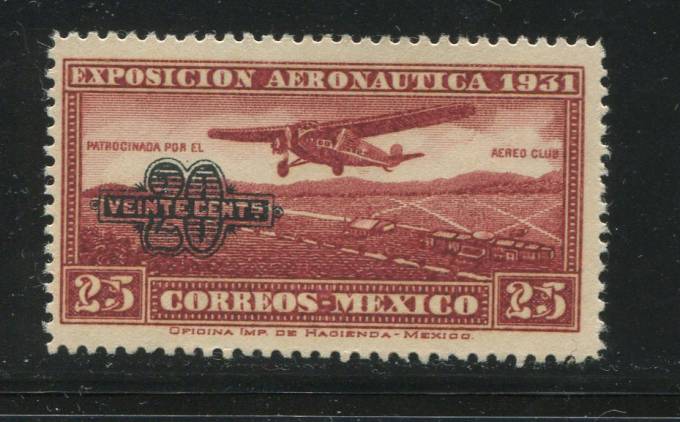 EXPOSICION AERONAUTICA 1931
PATROCINADA POR EL
AEREO CLUB
20
VEINTE CENTS.
25
CORREOS-MEXICO
25
OFICINA IMP. DE HACIENDA-MEXICO.